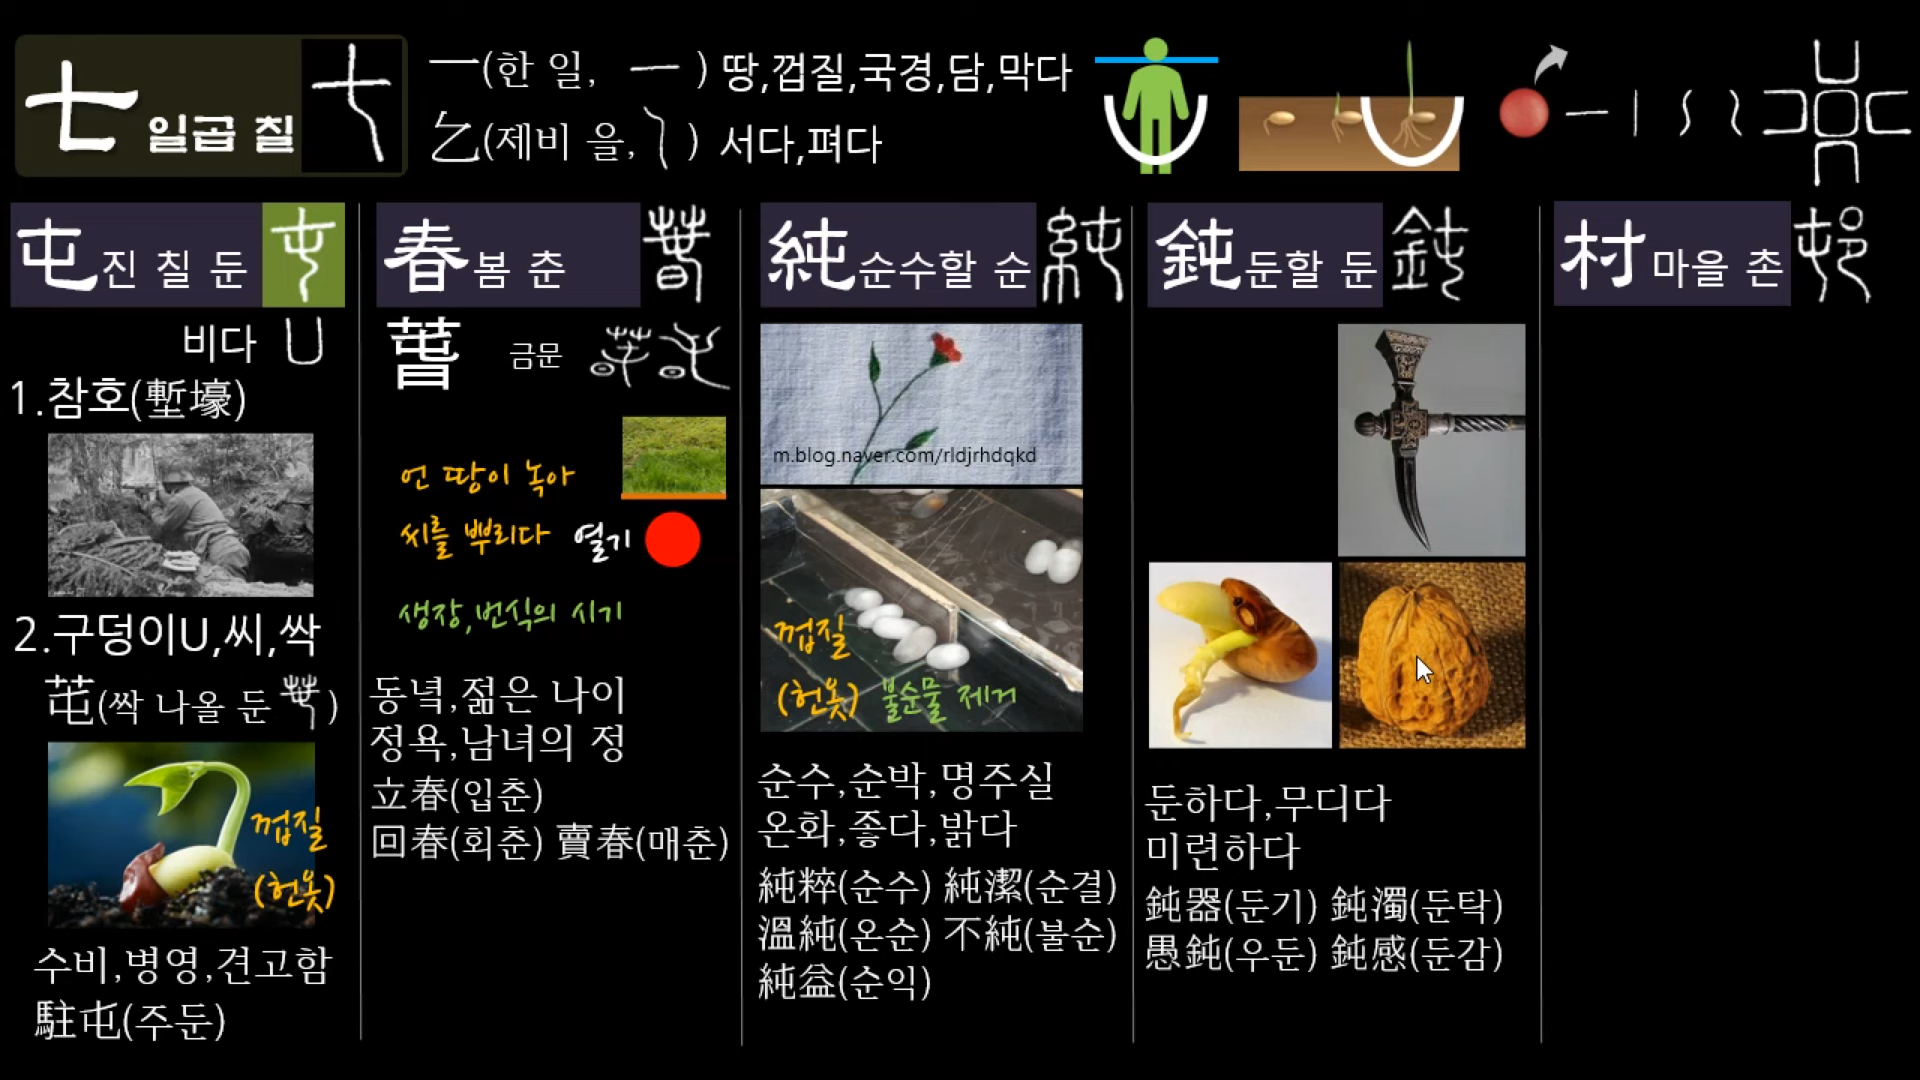 七 일곱 칠
一(한 일, 一 ) 땅,껍질,국경,담,막다
乙(제비 을, ) 서다,펴다
屯 진 칠 둔
비다 U
1.참호(塹壕)
2.구덩이U,씨,싹
芚(싹 나올 둔 )
껍질
(헌옷)
수비,병영,견고함
駐屯(주둔)
春 봄 춘
萅 금문
언 땅이 녹아
씨를 뿌리다 열기
생장,번식의 시기
동녘,젊은 나이
정욕,남녀의 정
立春(입춘)
回春(회춘) 賣春(매춘)
純 순수할 순
m.blog.naver.com/rldjrhdqkd
껍질
(헌옷) 불순물 제거
순수,순박,명주실
온화,좋다,밝다
純粹(순수) 純潔(순결)
溫純(온순) 不純(불순)
純益(순익)
鈍 둔할 둔
둔하다,무디다
미련하다
鈍器(둔기) 鈍濁(둔탁)
愚鈍(우둔) 鈍感(둔감)
村 마을 촌